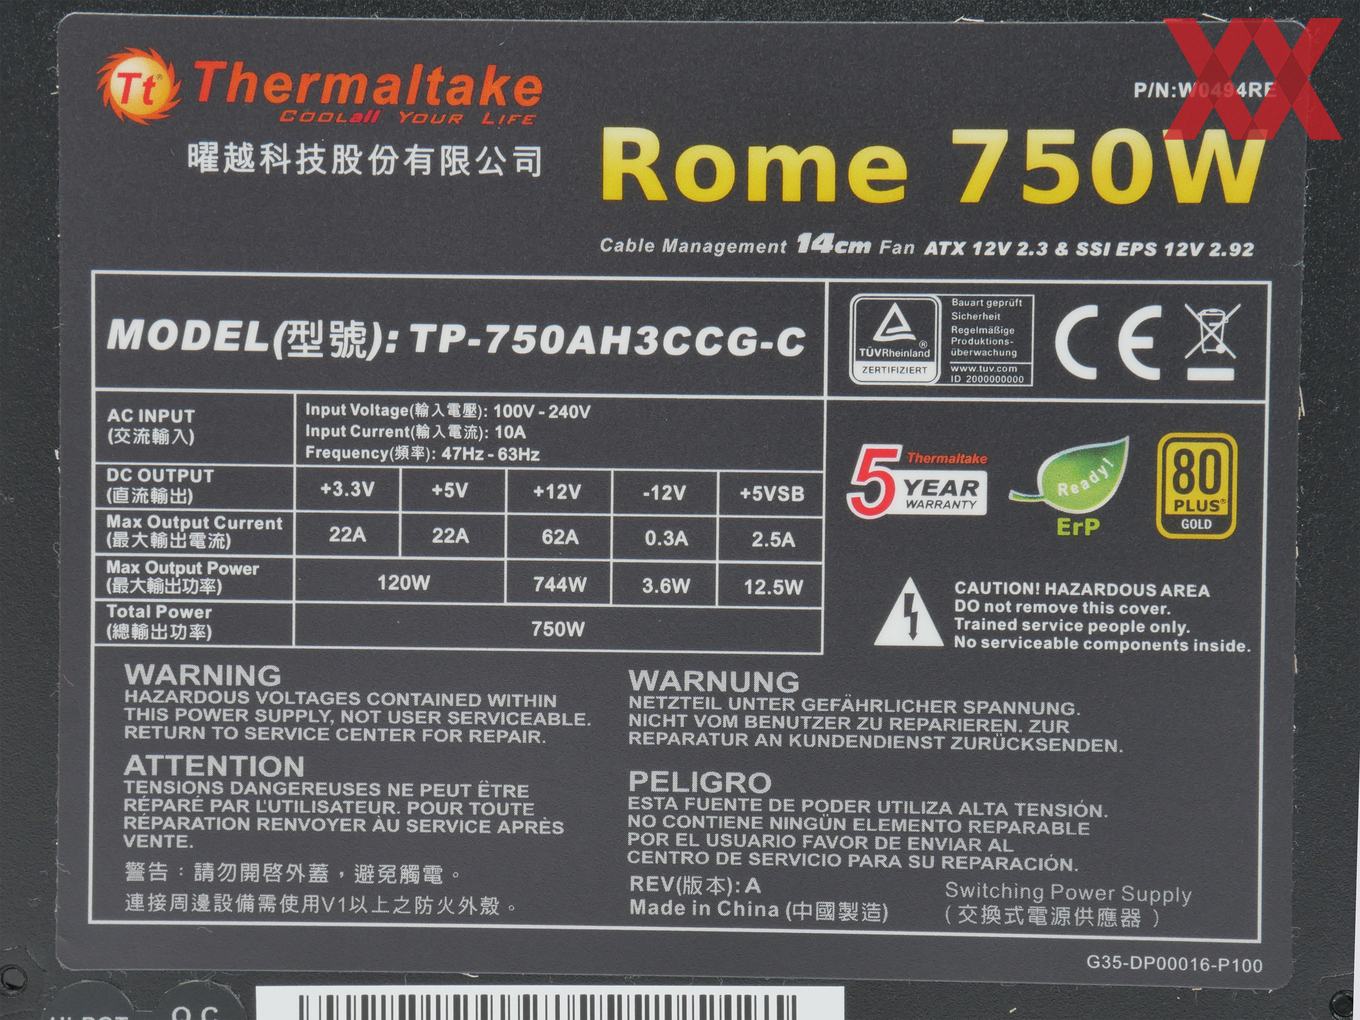 Tt® Thermaltake
COOLall YOUR LIFE
曜越科技股份有限公司
P/N:W0494RE
Rome 750W
Cable Management 14cm Fan ATX 12V 2.3 & SSI EPS 12V 2.92
MODEL(型號): TP-750AH3CCG-C
TÜVRheinland®
ZERTIFIZIERT
Bauart geprüft
Sicherheit
Regelmäßige
Produktions-
überwachung
www.tuv.com
ID 2000000000
CE
AC INPUT
(交流輸入)
Input Voltage(輸入電壓): 100V - 240V
Input Current(輸入電流): 10A
Frequency(頻率): 47Hz - 63Hz
DC OUTPUT
(直流輸出)
+3.3V +5V +12V -12V +5VSB
Max Output Current
(最大輸出電流)
22A 22A 62A 0.3A 2.5A
Max Output Power
(最大輸出功率)
120W 744W 3.6W 12.5W
Total Power
(總輸出功率)
750W
Thermaltake
5 YEAR
WARRANTY
Ready!
ErP
80
PLUS®
GOLD
CAUTION! HAZARDOUS AREA
DO not remove this cover.
Trained service people only.
No serviceable components inside.
WARNING
HAZARDOUS VOLTAGES CONTAINED WITHIN
THIS POWER SUPPLY, NOT USER SERVICEABLE.
RETURN TO SERVICE CENTER FOR REPAIR.
ATTENTION
TENSIONS DANGEREUSES NE PEUT ÊTRE
RÉPARÉ PAR L'UTILISATEUR. POUR TOUTE
RÉPARATION RENVOYER ÀU SERVICE APRÈS
VENTE.
警告：請勿開啓外蓋，避免觸電。
連接周邊設備需使用V1以上之防火外殼。
WARNUNG
NETZTEIL UNTER GEFÄHRLICHER SPANNUNG.
NICHT VOM BENUTZER ZU REPARIEREN. ZUR
REPARATUR AN KUNDENDIENST ZURÜCKSENDEN.
PELIGRO
ESTA FUENTE DE PODER UTILIZA ALTA TENSIÓN.
NO CONTIENE NINGÚN ELEMENTO REPARABLE
POR EL USUARIO FAVOR DE ENVIAR AL
CENTRO DE SERVICIO PARA SU REPARACIÓN.
REV(版本): A
Made in China (中國製造)
Switching Power Supply
(交換式電源供應器)
G35-DP00016-P100